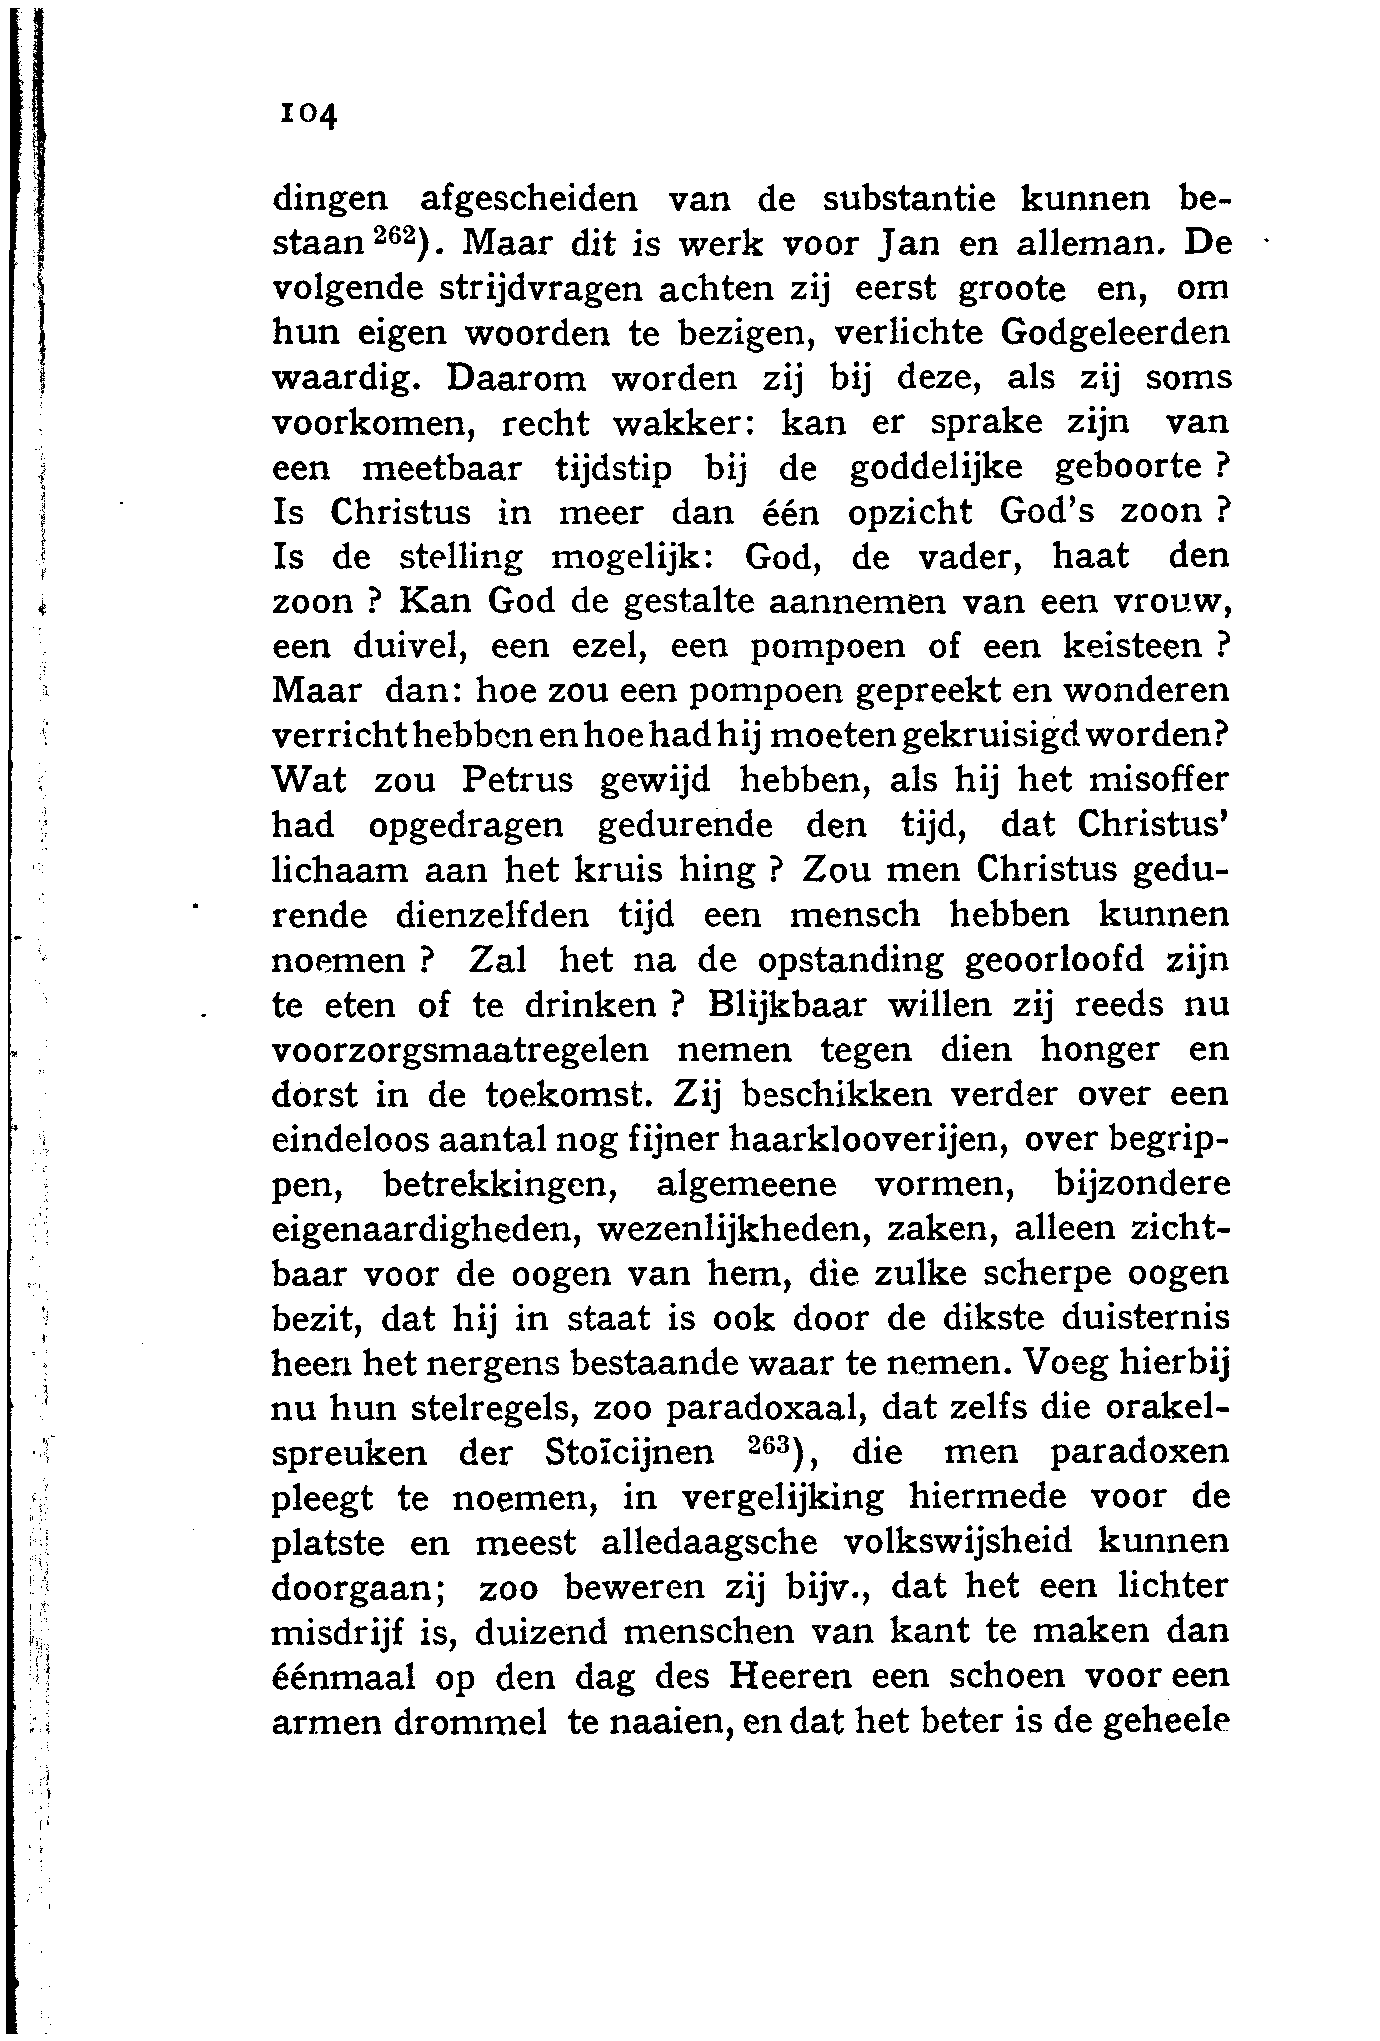 104
dingen afgescheiden van de substantie kunnen be-
staan ²⁶²). Maar dit is werk voor Jan en alleman. De
volgende strijdvragen achten zij eerst groote en, om
hun eigen woorden te bezigen, verlichte Godgeleerden
waardig. Daarom worden zij bij deze, als zij soms
voorkomen, recht wakker: kan er sprake zijn van
een meetbaar tijdstip bij de goddelijke geboorte ?
Is Christus in meer dan één opzicht God's zoon ?
Is de stelling mogelijk: God, de vader, haat den
zoon ? Kan God de gestalte aannemen van een vrouw,
een duivel, een ezel, een pompoen of een keisteen ?
Maar dan: hoe zou een pompoen gepreekt en wonderen
verricht hebben en hoe had hij moeten gekruisigd worden?
Wat zou Petrus gewijd hebben, als hij het misoffer
had opgedragen gedurende den tijd, dat Christus'
lichaam aan het kruis hing ? Zou men Christus gedu-
rende dienzelfden tijd een mensch hebben kunnen
noemen ? Zal het na de opstanding geoorloofd zijn
te eten of te drinken ? Blijkbaar willen zij reeds nu
voorzorgsmaatregelen nemen tegen dien honger en
dorst in de toekomst. Zij beschikken verder over een
eindeloos aantal nog fijner haarklooverijen, over begrip-
pen, betrekkingen, algemeene vormen, bijzondere
eigenaardigheden, wezenlijkheden, zaken, alleen zicht-
baar voor de oogen van hem, die zulke scherpe oogen
bezit, dat hij in staat is ook door de dikste duisternis
heen het nergens bestaande waar te nemen. Voeg hierbij
nu hun stelregels, zoo paradoxaal, dat zelfs die orakel-
spreuken der Stoïcijnen ²⁶³), die men paradoxen
pleegt te noemen, in vergelijking hiermede voor de
platste en meest alledaagsche volkswijsheid kunnen
doorgaan; zoo beweren zij bijv., dat het een lichter
misdrijf is, duizend menschen van kant te maken dan
éénmaal op den dag des Heeren een schoen voor een
armen drommel te naaien, en dat het beter is de geheele